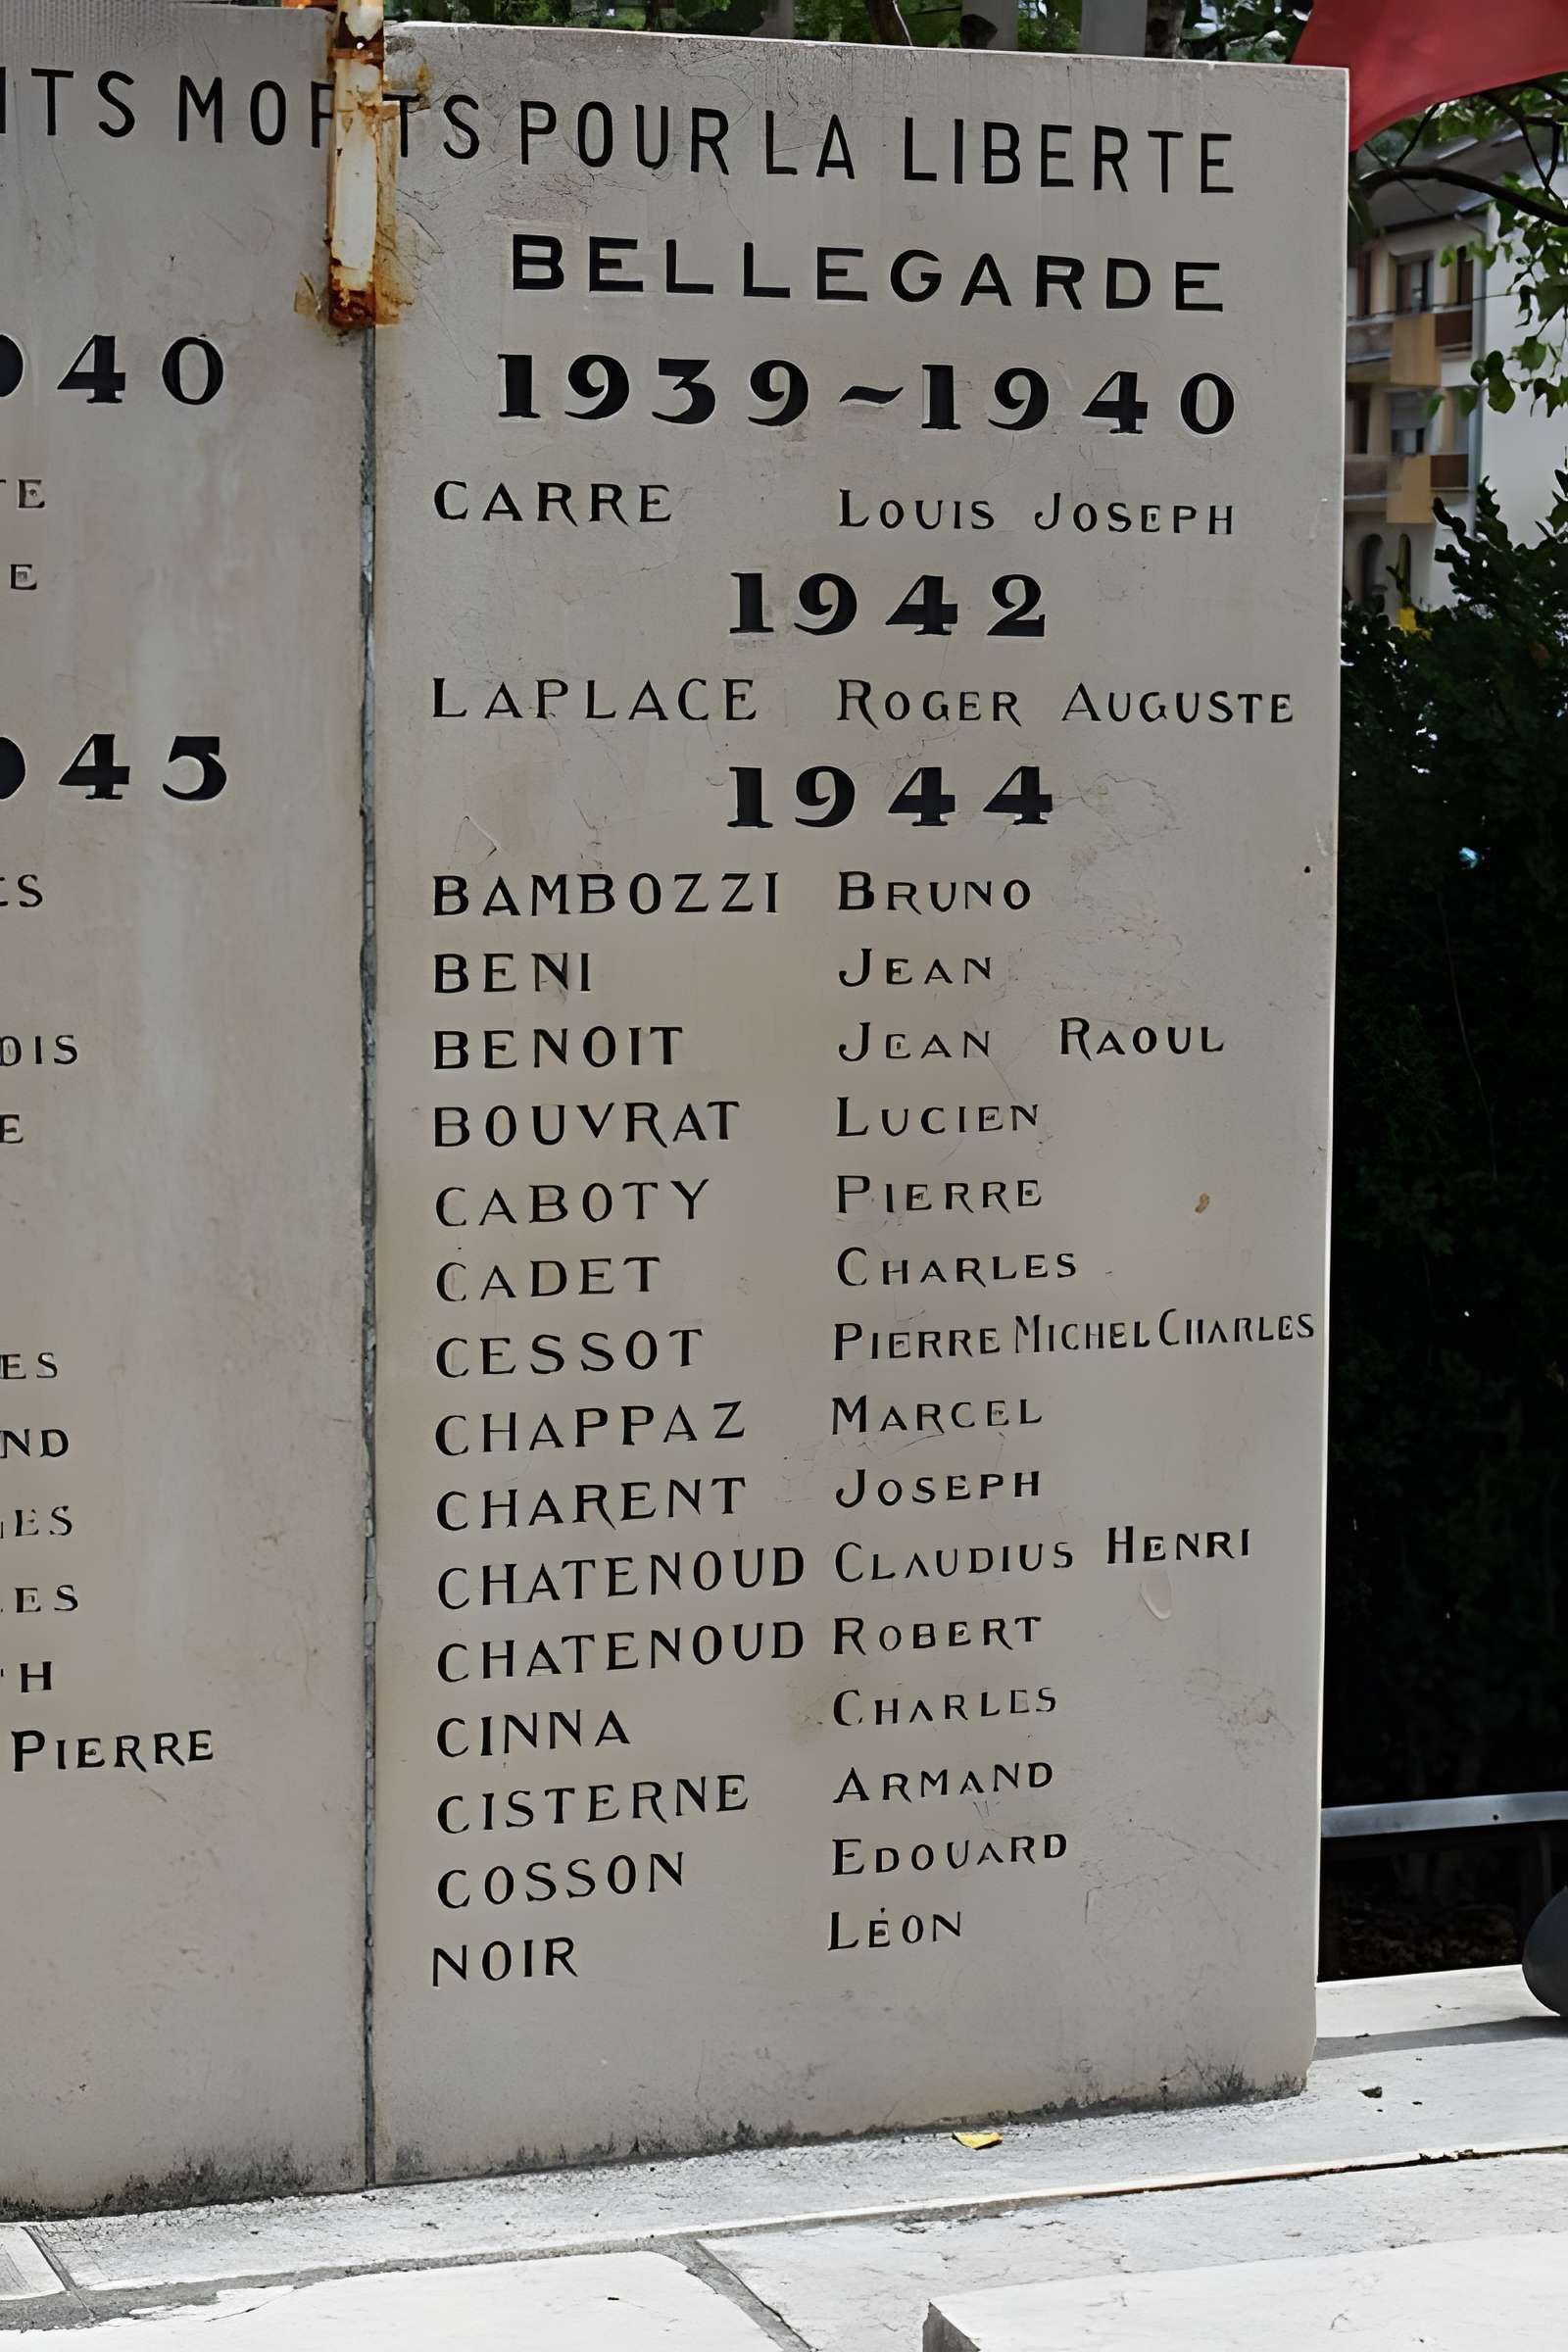 MORTS POUR LA LIBERTE
BELLEGARDE
1939~1940
CARRE LOUIS JOSEPH
1942
LAPLACE ROGER AUGUSTE
1944
BAMBOZZI BRUNO
BENI JEAN
BENOIT JEAN RAOUL
BOUVRAT LUCIEN
CABOTY PIERRE
CADET CHARLES
CESSOT PIERRE MICHEL CHARLES
CHAPPAZ MARCEL
CHARENT JOSEPH
CHATENOUD CLAUDIUS HENRI
CHATENOUD ROBERT
CINNA CHARLES
CISTERNE ARMAND
COSSON EDOUARD
NOIR LÉON
PIERRE